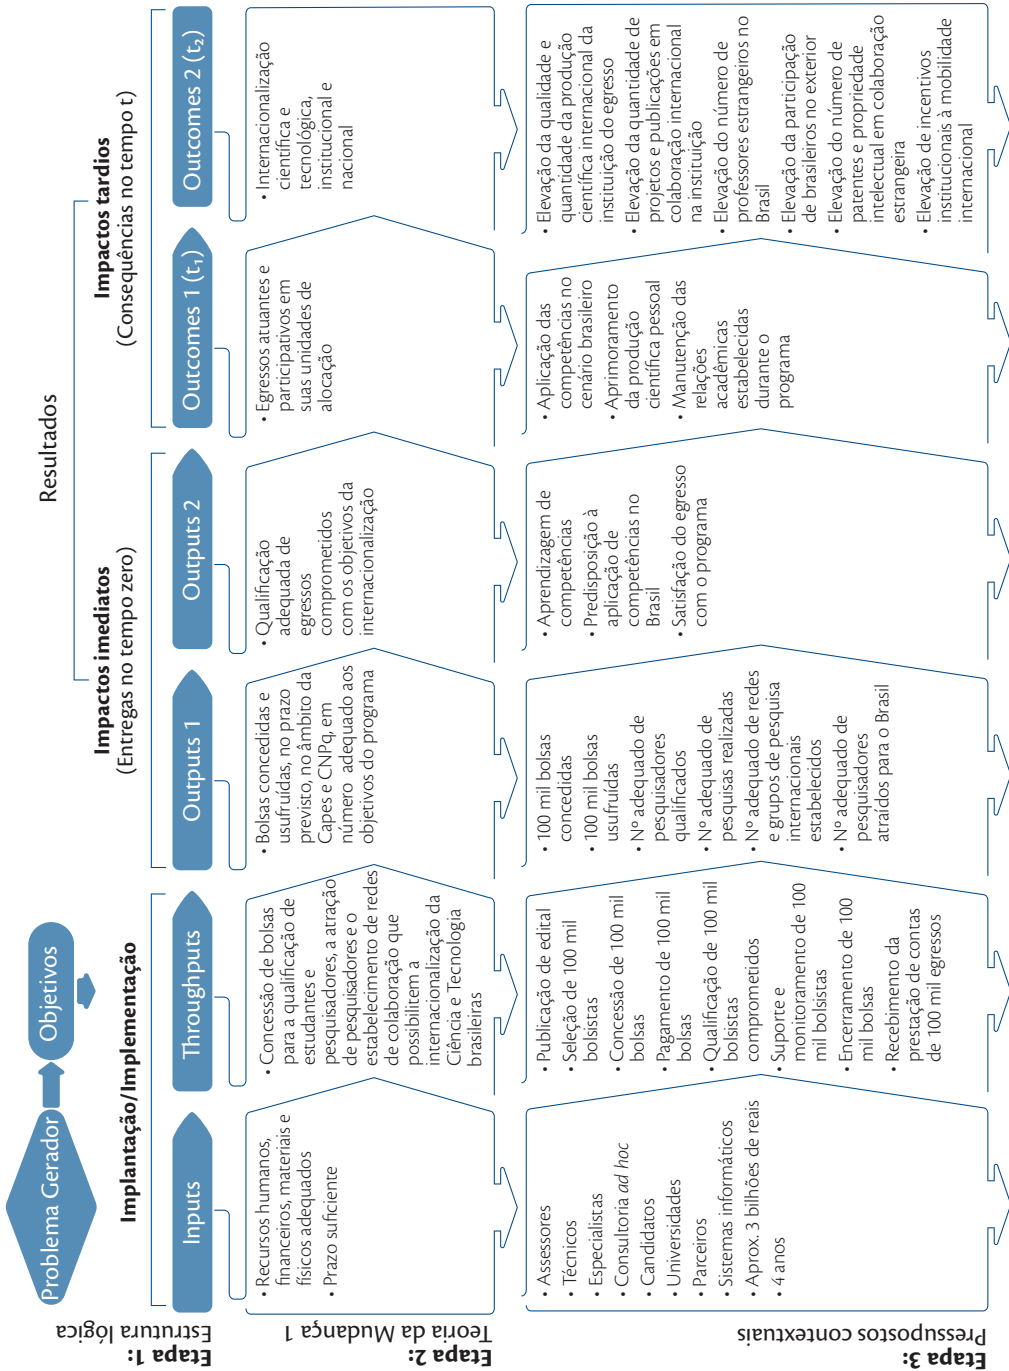 Problema Gerador
Objetivos
Resultados
Implantação/Implementação
Impactos imediatos
(Entregas no tempo zero)
Impactos tardios
(Consequências no tempo t)
Etapa 1:
Estrutura lógica
Inputs
Throughputs
Outputs 1
Outputs 2
Outcomes 1 (t₁)
Outcomes 2 (t₂)
Etapa 2:
Teoria da Mudança 1
• Recursos humanos,
financeiros, materiais e
físicos adequados
• Prazo suficiente
• Concessão de bolsas
para a qualificação de
estudantes e
pesquisadores, a atração
de pesquisadores e o
estabelecimento de redes
de colaboração que
possibilitem a
internacionalização da
Ciência e Tecnologia
brasileiras
• Bolsas concedidas e
usufruídas, no prazo
previsto, no âmbito da
Capes e CNPq, em
número adequado aos
objetivos do programa
• Qualificação
adequada de
egressos
comprometidos
com os objetivos da
internacionalização
• Egressos atuantes e
participativos em
suas unidades de
alocação
• Internacionalização
científica e
tecnológica,
institucional e
nacional
Etapa 3:
Pressupostos contextuais
• Assessores
• Técnicos
• Especialistas
• Consultoria ad hoc
• Candidatos
• Universidades
• Parceiros
• Sistemas informáticos
• Aprox. 3 bilhões de reais
• 4 anos
• Publicação de edital
• Seleção de 100 mil
bolsistas
• Concessão de 100 mil
bolsas
• Pagamento de 100 mil
bolsas
• Qualificação de 100 mil
bolsistas
comprometidos
• Suporte e
monitoramento de 100
mil bolsistas
• Encerramento de 100
mil bolsas
• Recebimento da
prestação de contas
de 100 mil egressos
• 100 mil bolsas
concedidas
• 100 mil bolsas
usufruídas
• Nº adequado de
pesquisadores
qualificados
• Nº adequado de
pesquisas realizadas
• Nº adequado de redes
e grupos de pesquisa
internacionais
estabelecidos
• Nº adequado de
pesquisadores
atraídos para o Brasil
• Aprendizagem de
competências
• Predisposição à
aplicação de
competências no
Brasil
• Satisfação do egresso
com o programa
• Aplicação das
competências no
cenário brasileiro
• Aprimoramento
da produção
científica pessoal
• Manutenção das
relações
acadêmicas
estabelecidas
durante o
programa
• Elevação da qualidade e
quantidade da produção
científica internacional da
instituição do egresso
• Elevação da quantidade de
projetos e publicações em
colaboração internacional
na instituição
• Elevação do número de
professores estrangeiros no
Brasil
• Elevação da participação
de brasileiros no exterior
• Elevação do número de
patentes e propriedade
intelectual em colaboração
estrangeira
• Elevação de incentivos
institucionais à mobilidade
internacional